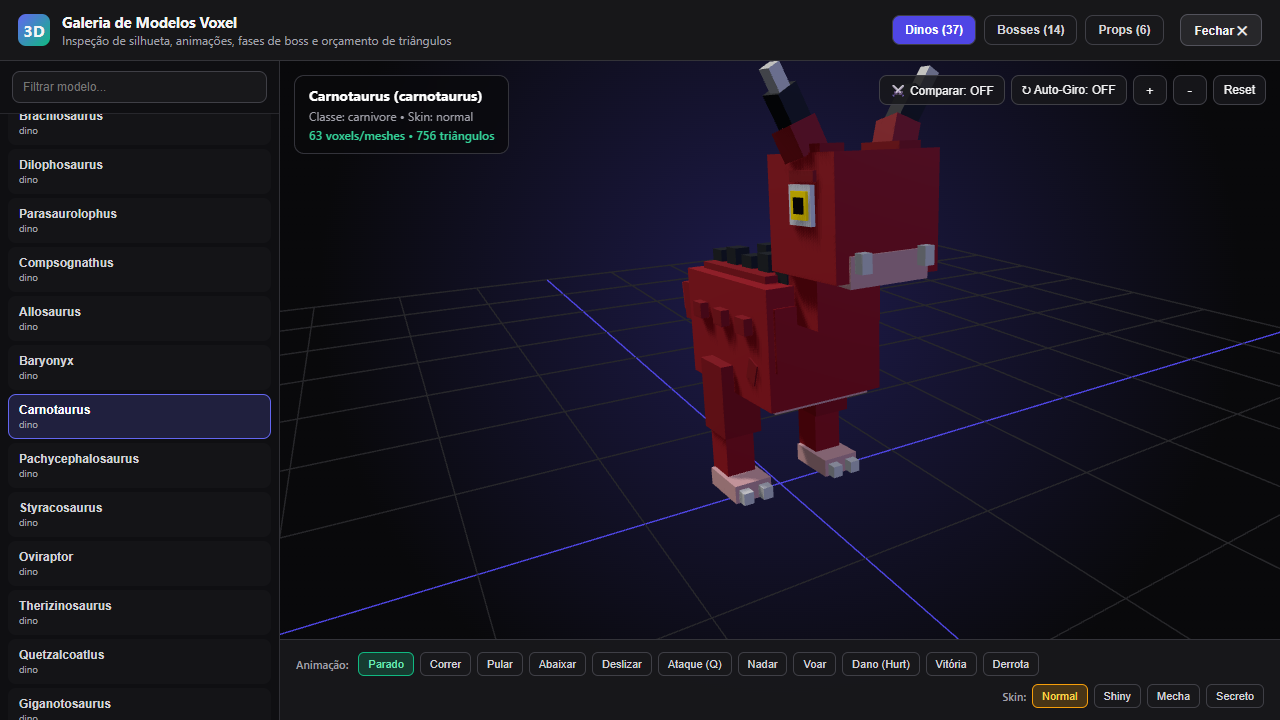 3D
Galeria de Modelos Voxel
Inspeção de silhueta, animações, fases de boss e orçamento de triângulos
Dinos (37)
Bosses (14)
Props (6)
Fechar ✕
Filtrar modelo...
Brachiosaurus
dino
Dilophosaurus
dino
Parasaurolophus
dino
Compsognathus
dino
Allosaurus
dino
Baryonyx
dino
Carnotaurus
dino
Pachycephalosaurus
dino
Styracosaurus
dino
Oviraptor
dino
Therizinosaurus
dino
Quetzalcoatlus
dino
Giganotosaurus
dino
Carnotaurus (carnotaurus)
Classe: carnivore • Skin: normal
63 voxels/meshes • 756 triângulos
⚔ Comparar: OFF
↻ Auto-Giro: OFF
+
-
Reset
Animação:
Parado
Correr
Pular
Abaixar
Deslizar
Ataque (Q)
Nadar
Voar
Dano (Hurt)
Vitória
Derrota
Skin:
Normal
Shiny
Mecha
Secreto